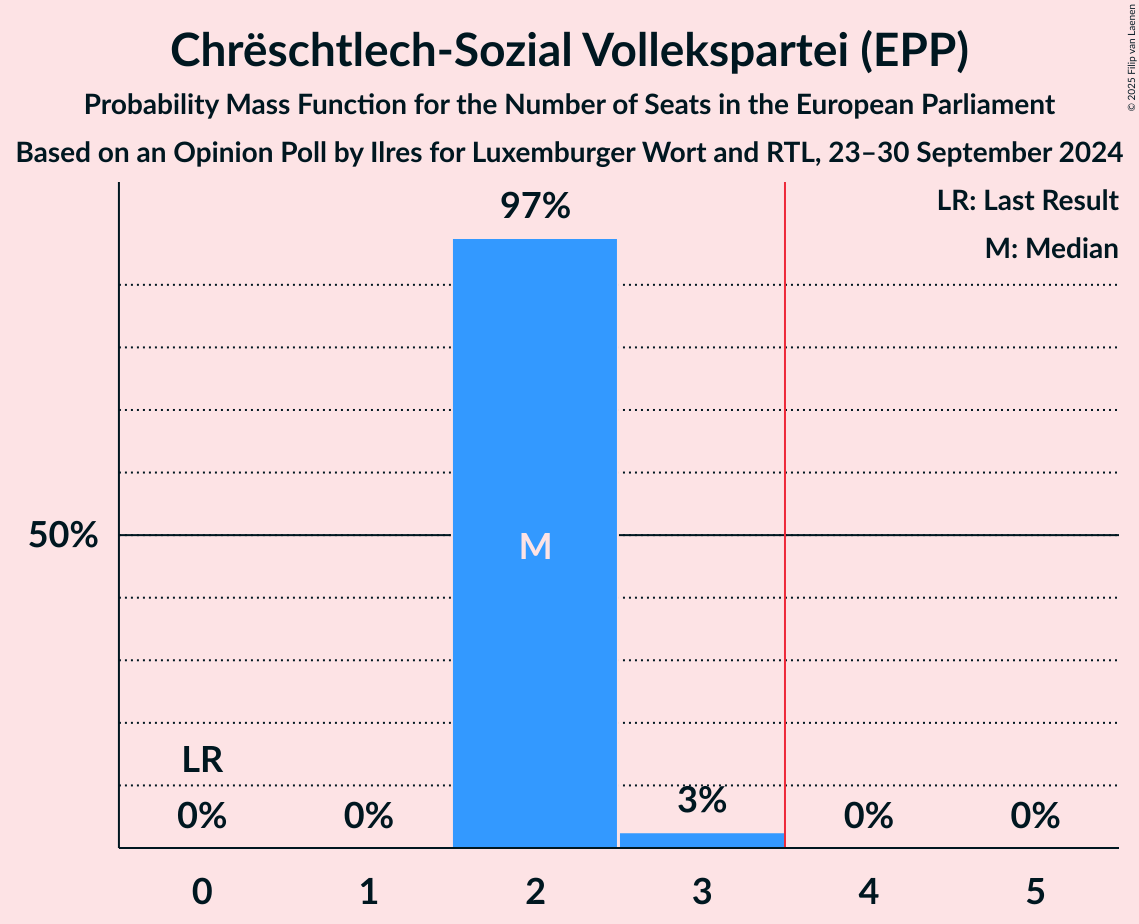 Chrëschtlech-Sozial Vollekspartei (EPP)
Probability Mass Function for the Number of Seats in the European Parliament
Based on an Opinion Poll by Ilres for Luxemburger Wort and RTL, 23–30 September 2024
© 2025 Filip van Laenen
LR: Last Result
M: Median
97%
50%
M
LR
0%
0%
3%
0%
0%
0
1
2
3
4
5